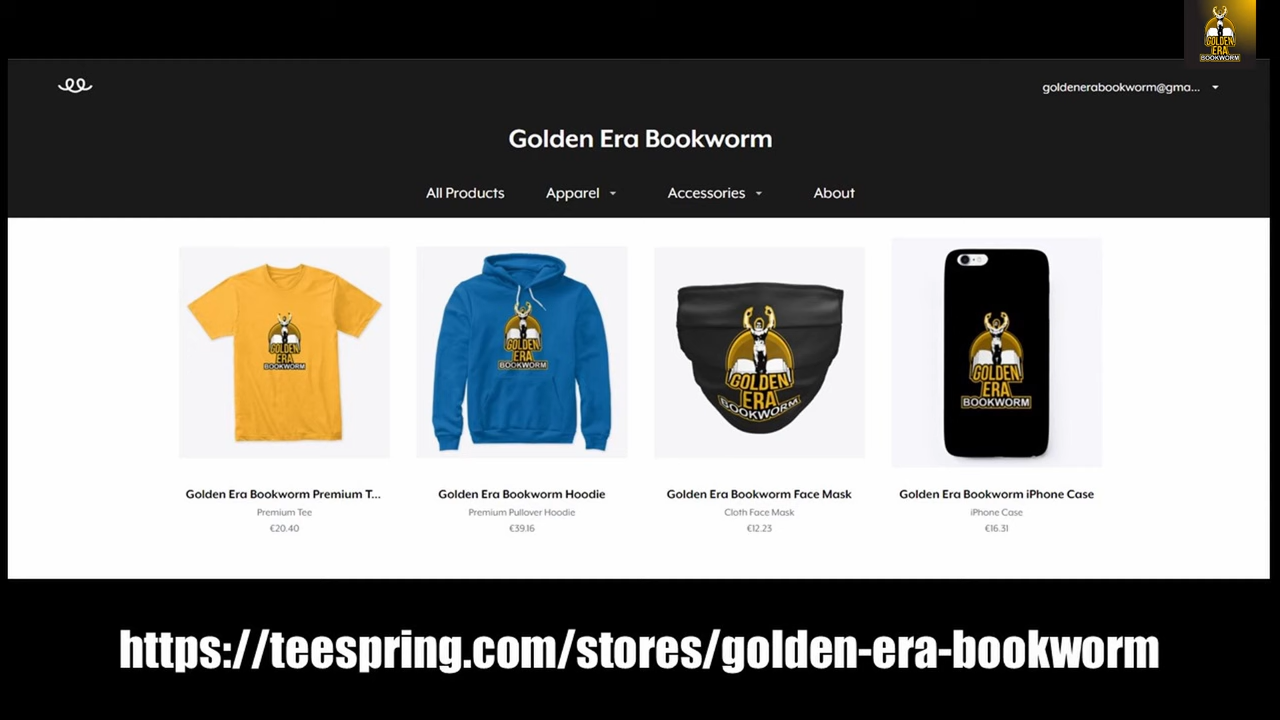 GOLDEN
ERA
BOOKWORM
goldenerabookworm@gma...
Golden Era Bookworm
All Products Apparel Accessories About
GOLDEN
ERA
BOOKWORM
GOLDEN
ERA
BOOKWORM
GOLDEN
ERA
BOOKWORM
GOLDEN
ERA
BOOKWORM
Golden Era Bookworm Premium T... Golden Era Bookworm Hoodie Golden Era Bookworm Face Mask Golden Era Bookworm iPhone Case
Premium Tee Premium Pullover Hoodie Cloth Face Mask iPhone Case
€20.40 €39.16 €12.23 €16.31
https://teespring.com/stores/golden-era-bookworm